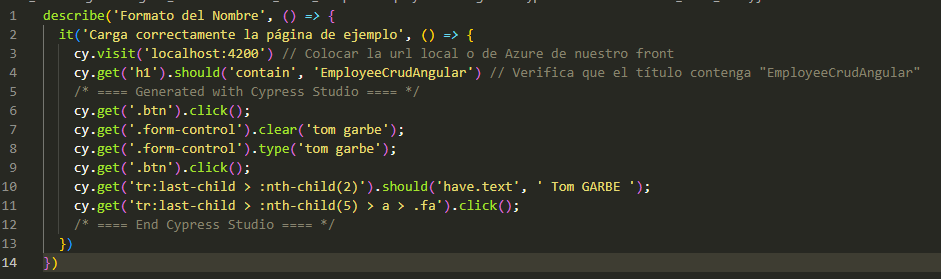 1 describe('Formato del Nombre', () => {
2 it('Carga correctamente la página de ejemplo', () => {
3 cy.visit('localhost:4200') // Colocar la url local o de Azure de nuestro front
4 cy.get('h1').should('contain', 'EmployeeCrudAngular') // Verifica que el título contenga "EmployeeCrudAngular"
5 /* ==== Generated with Cypress Studio ==== */
6 cy.get('.btn').click();
7 cy.get('.form-control').clear('tom garbe');
8 cy.get('.form-control').type('tom garbe');
9 cy.get('.btn').click();
10 cy.get('tr:last-child > :nth-child(2)').should('have.text', ' Tom GARBE ');
11 cy.get('tr:last-child > :nth-child(5) > a > .fa').click();
12 /* ==== End Cypress Studio ==== */
13 })
14 })